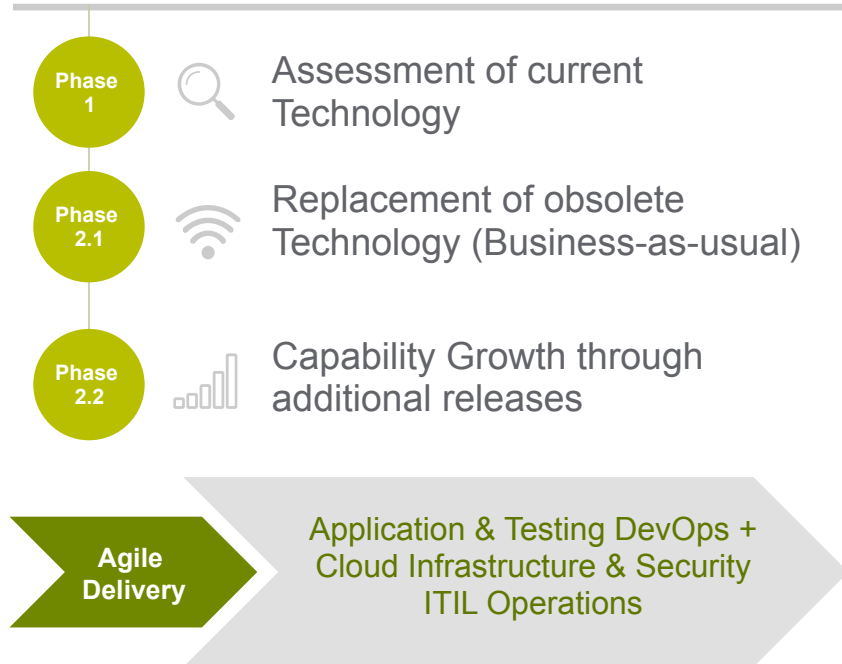 Phase
1
Assessment of current
Technology
Phase
2.1
Replacement of obsolete
Technology (Business-as-usual)
Phase
2.2
Capability Growth through
additional releases
Agile
Delivery
Application & Testing DevOps +
Cloud Infrastructure & Security
ITIL Operations